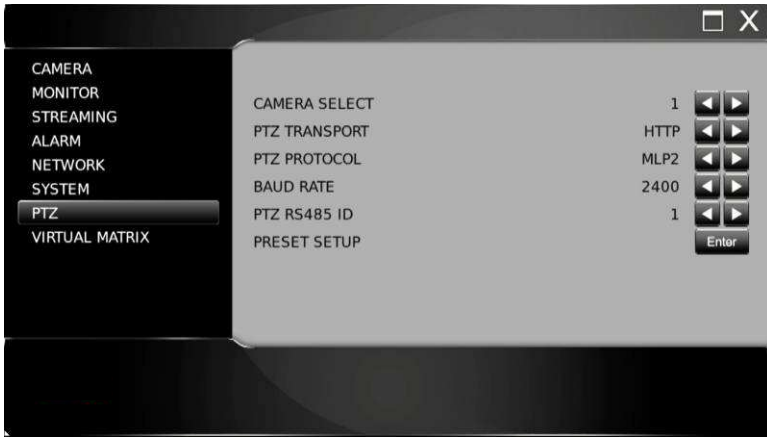 CAMERA
MONITOR
STREAMING
ALARM
NETWORK
SYSTEM
PTZ
VIRTUAL MATRIX
CAMERA SELECT 1
PTZ TRANSPORT HTTP
PTZ PROTOCOL MLP2
BAUD RATE 2400
PTZ RS485 ID 1
PRESET SETUP Enter